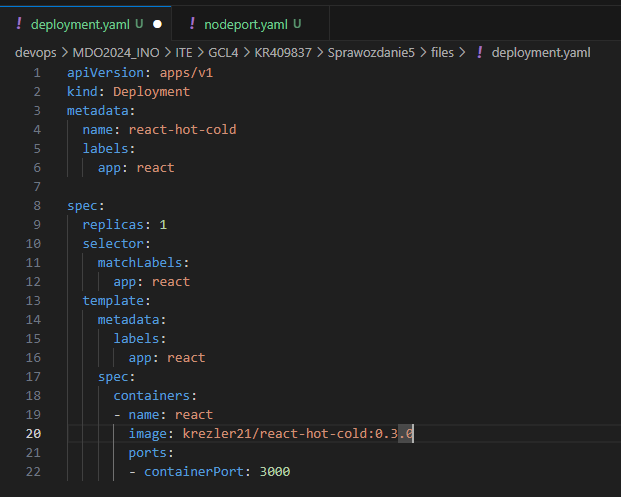 ! deployment.yaml U ● ! nodeport.yaml U
devops > MDO2024_INO > ITE > GCL4 > KR409837 > Sprawozdanie5 > files > ! deployment.yaml
1 apiVersion: apps/v1
2 kind: Deployment
3 metadata:
4   name: react-hot-cold
5   labels:
6     app: react
7
8 spec:
9   replicas: 1
10   selector:
11     matchLabels:
12       app: react
13   template:
14     metadata:
15       labels:
16         app: react
17     spec:
18       containers:
19       - name: react
20         image: krezler21/react-hot-cold:0.3.0
21         ports:
22         - containerPort: 3000